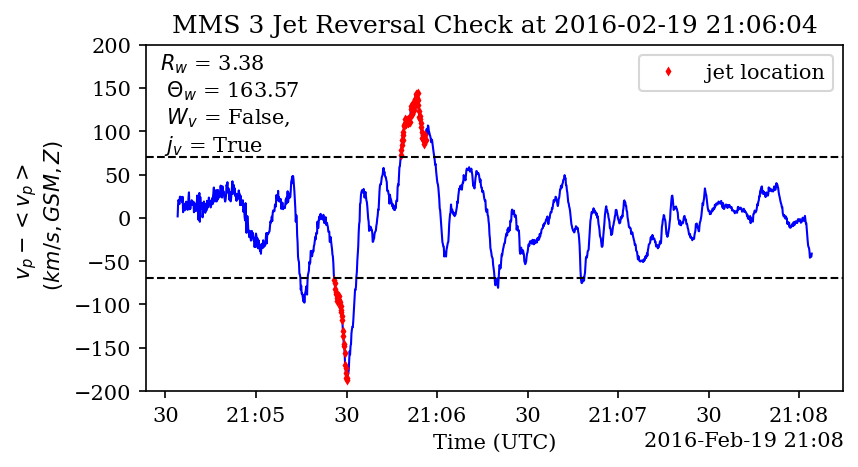 MMS 3 Jet Reversal Check at 2016-02-19 21:06:04
R_w = 3.38
Θ_w = 163.57
W_v = False,
j_v = True
jet location
200
150
100
50
0
−50
−100
−150
−200
v_p − < v_p >
(km/s, GSM, Z)
30 21:05 30 21:06 30 21:07 30 21:08
Time (UTC)
2016-Feb-19 21:08